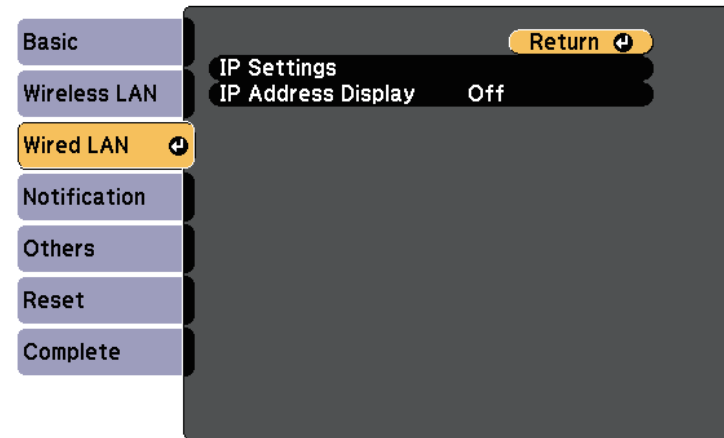 Basic
Wireless LAN
Wired LAN
Notification
Others
Reset
Complete
Return
IP Settings
IP Address Display Off